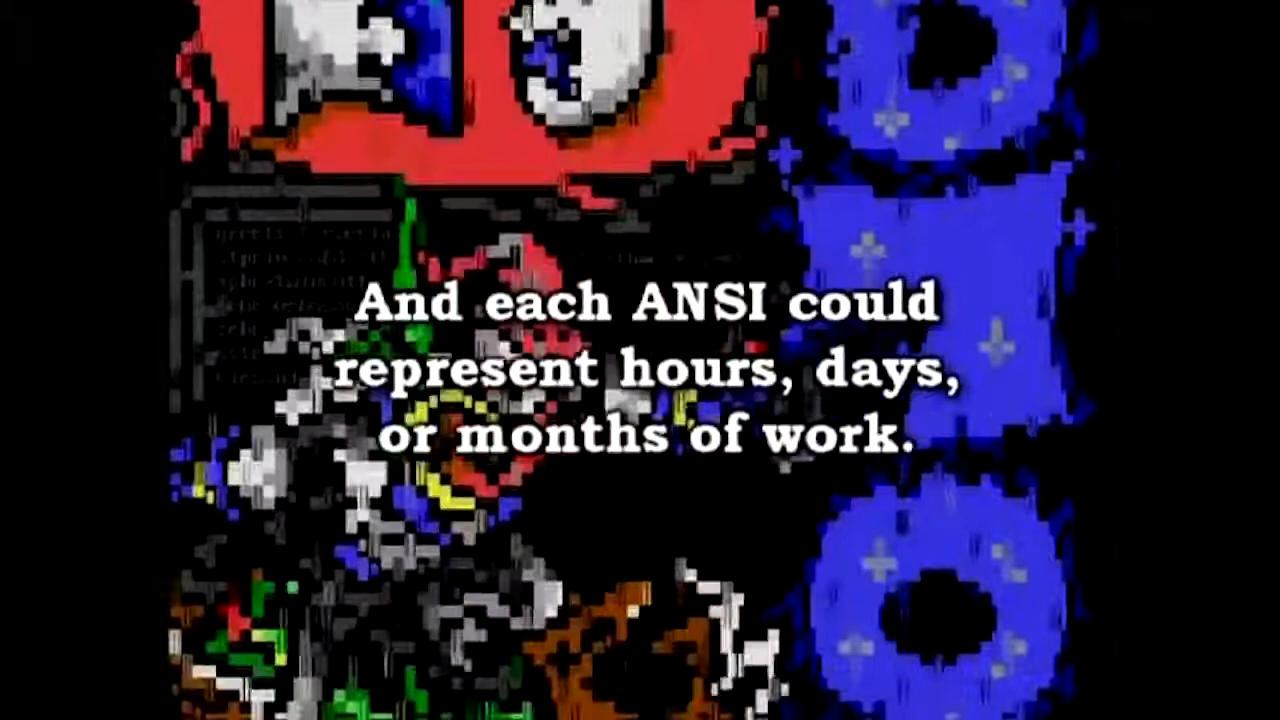 And each ANSI could
represent hours, days,
or months of work.